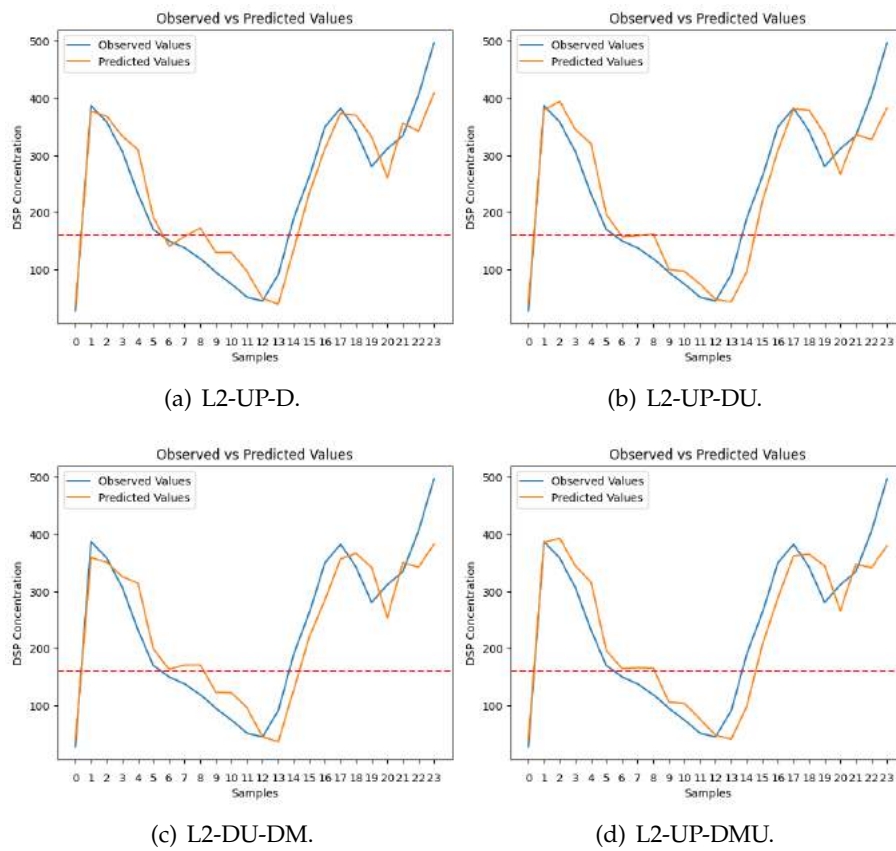 Observed vs Predicted Values
500
400
300
200
100
DSP Concentration
Observed Values
Predicted Values
0 1 2 3 4 5 6 7 8 9 10 11 12 13 14 15 16 17 18 19 20 21 22 23
Samples
(a) L2-UP-D.
Observed vs Predicted Values
500
400
300
200
100
DSP Concentration
Observed Values
Predicted Values
0 1 2 3 4 5 6 7 8 9 10 11 12 13 14 15 16 17 18 19 20 21 22 23
Samples
(b) L2-UP-DU.
Observed vs Predicted Values
500
400
300
200
100
DSP Concentration
Observed Values
Predicted Values
0 1 2 3 4 5 6 7 8 9 10 11 12 13 14 15 16 17 18 19 20 21 22 23
Samples
(c) L2-DU-DM.
Observed vs Predicted Values
500
400
300
200
100
DSP Concentration
Observed Values
Predicted Values
0 1 2 3 4 5 6 7 8 9 10 11 12 13 14 15 16 17 18 19 20 21 22 23
Samples
(d) L2-UP-DMU.